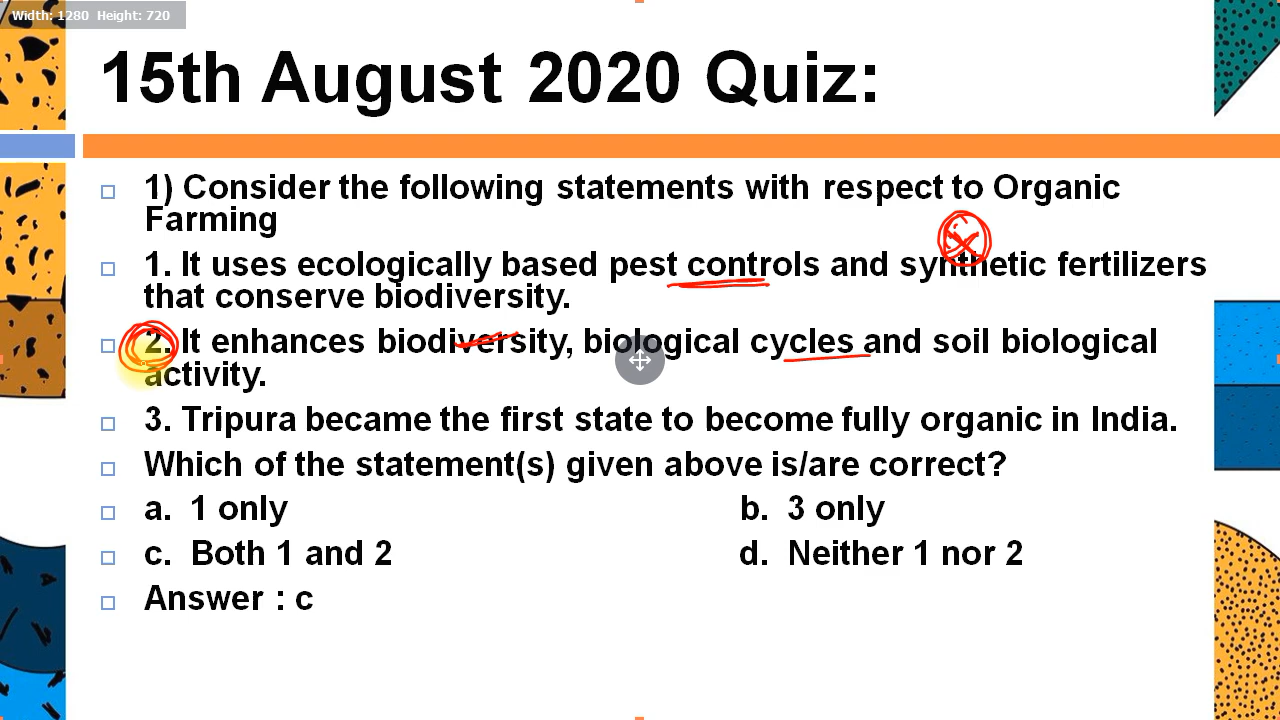 Width: 1280 Height: 720
15th August 2020 Quiz:
1) Consider the following statements with respect to Organic
Farming
1. It uses ecologically based pest controls and synthetic fertilizers
that conserve biodiversity.
2. It enhances biodiversity, biological cycles and soil biological
activity.
3. Tripura became the first state to become fully organic in India.
Which of the statement(s) given above is/are correct?
a. 1 only b. 3 only
c. Both 1 and 2 d. Neither 1 nor 2
Answer : c